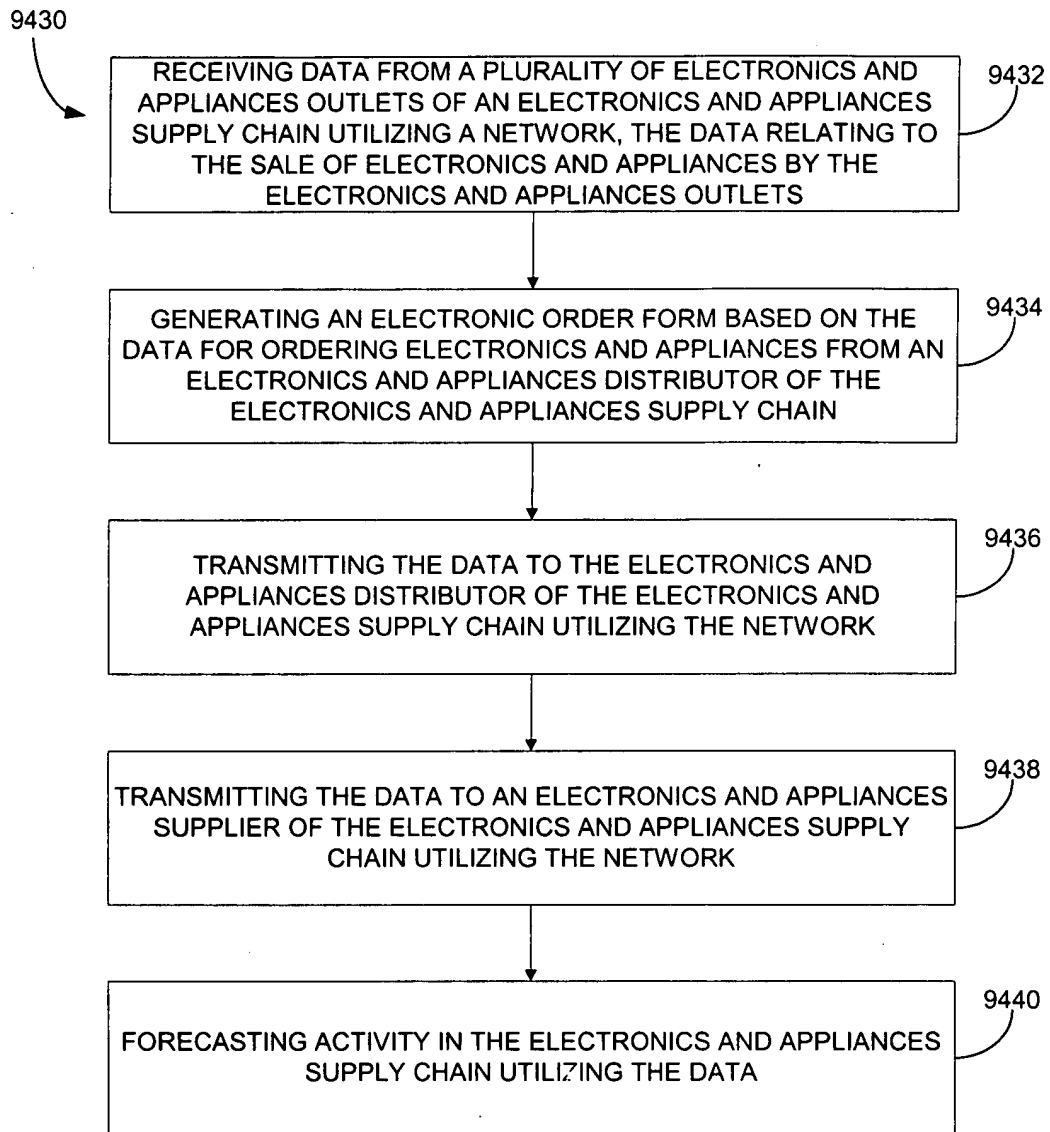 9430
RECEIVING DATA FROM A PLURALITY OF ELECTRONICS AND
APPLIANCES OUTLETS OF AN ELECTRONICS AND APPLIANCES
SUPPLY CHAIN UTILIZING A NETWORK, THE DATA RELATING TO
THE SALE OF ELECTRONICS AND APPLIANCES BY THE
ELECTRONICS AND APPLIANCES OUTLETS
9432
GENERATING AN ELECTRONIC ORDER FORM BASED ON THE
DATA FOR ORDERING ELECTRONICS AND APPLIANCES FROM AN
ELECTRONICS AND APPLIANCES DISTRIBUTOR OF THE
ELECTRONICS AND APPLIANCES SUPPLY CHAIN
9434
TRANSMITTING THE DATA TO THE ELECTRONICS AND
APPLIANCES DISTRIBUTOR OF THE ELECTRONICS AND
APPLIANCES SUPPLY CHAIN UTILIZING THE NETWORK
9436
TRANSMITTING THE DATA TO AN ELECTRONICS AND APPLIANCES
SUPPLIER OF THE ELECTRONICS AND APPLIANCES SUPPLY
CHAIN UTILIZING THE NETWORK
9438
FORECASTING ACTIVITY IN THE ELECTRONICS AND APPLIANCES
SUPPLY CHAIN UTILIZING THE DATA
9440